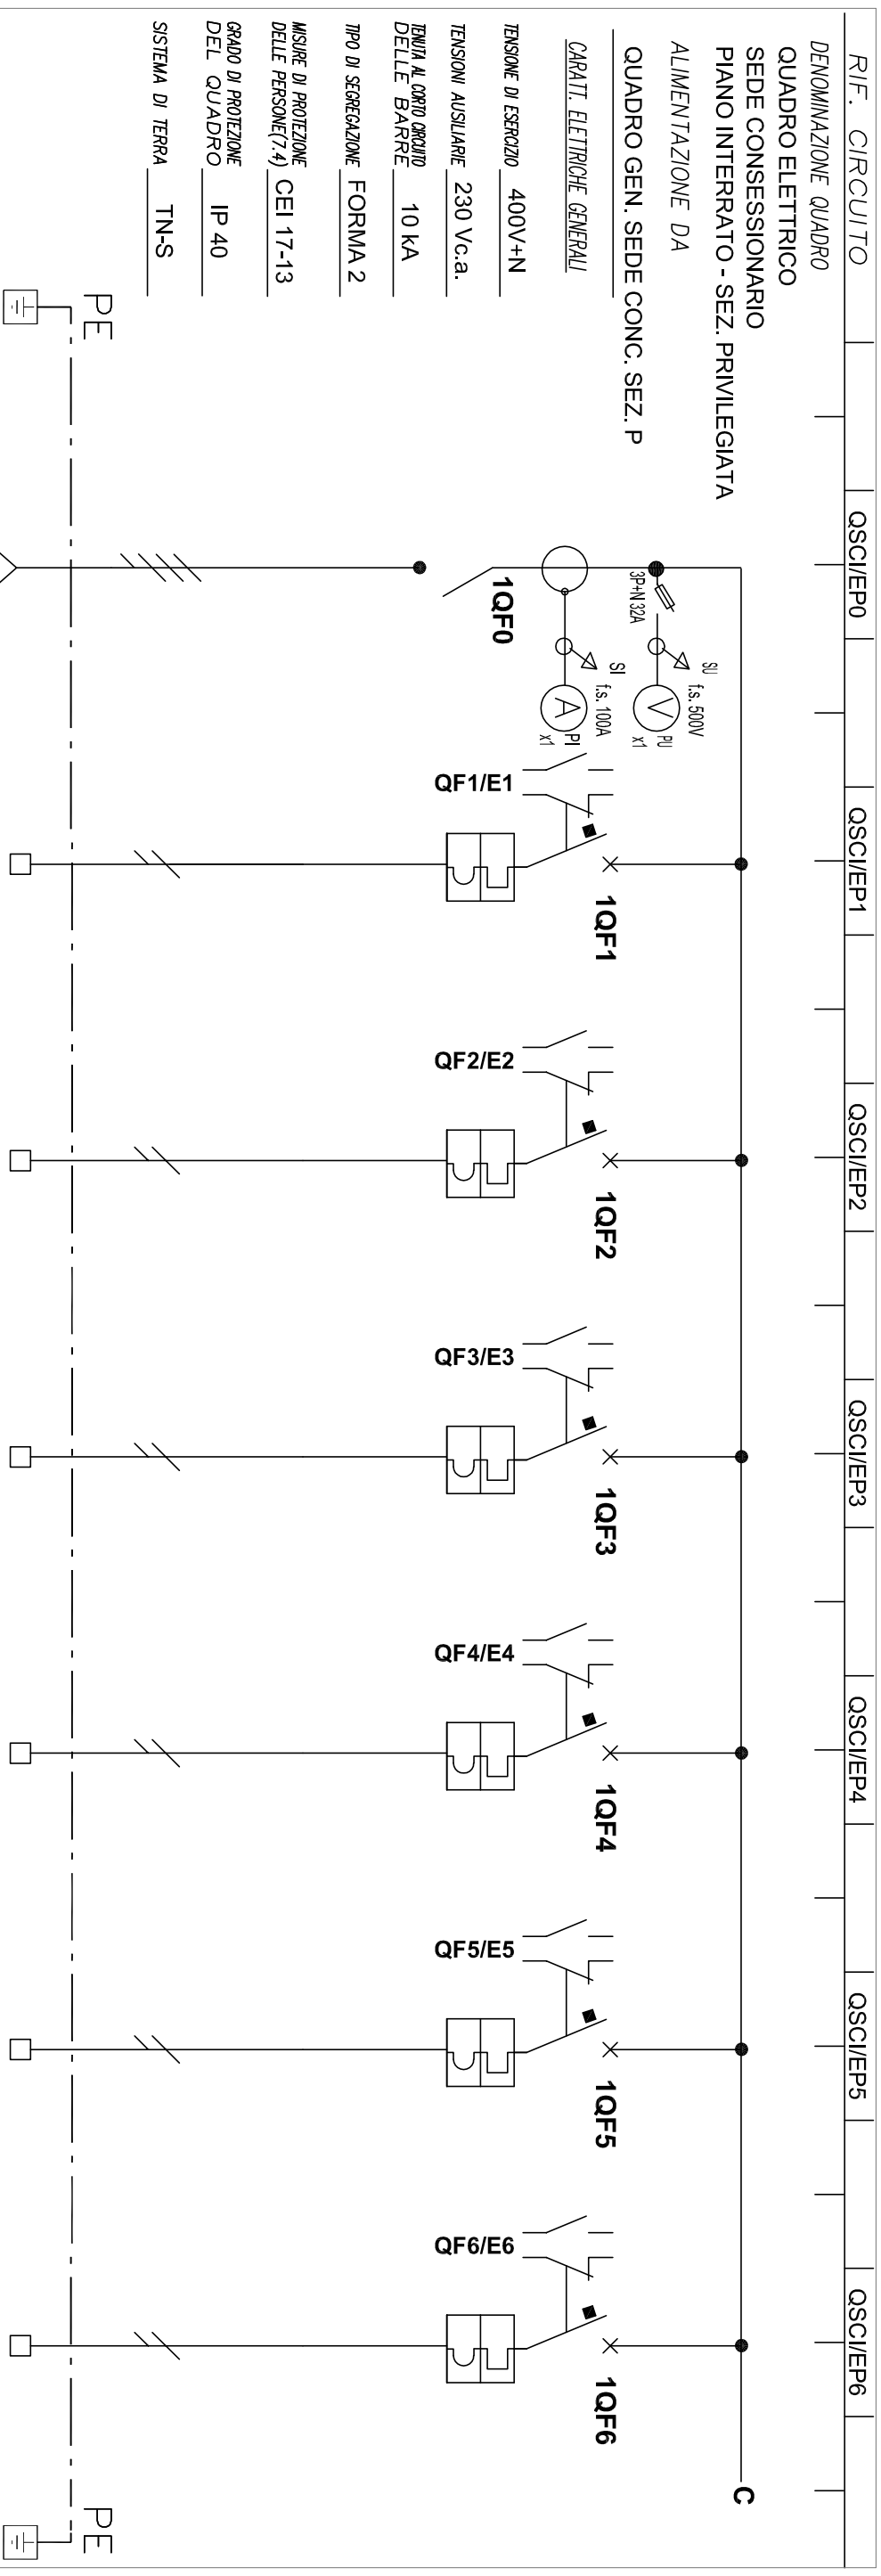 RIF. CIRCUITO
QSCI/EP0
QSCI/EP1
QSCI/EP2
QSCI/EP3
QSCI/EP4
QSCI/EP5
QSCI/EP6
DENOMINAZIONE QUADRO
QUADRO ELETTRICO
SEDE CONSESSIONARIO
PIANO INTERRATO - SEZ. PRIVILEGIATA
ALIMENTAZIONE DA
QUADRO GEN. SEDE CONC. SEZ. P
CARATT. ELETTRICHE GENERALI
TENSIONE DI ESERCIZIO 400V+N
TENSIONI AUSILIARIE 230 Vc.a.
TENUTA AL CORTO CIRCUITO
DELLE BARRE 10 kA
TIPO DI SEGREGAZIONE FORMA 2
MISURE DI PROTEZIONE
DELLE PERSONE(7.4) CEI 17-13
GRADO DI PROTEZIONE
DEL QUADRO IP 40
SISTEMA DI TERRA TN-S
C
3P+N 32A
SU
f.s. 500V
V
PU
x1
SI
f.s. 100A
A
PI
x1
1QF0
QF1/E1
1QF1
QF2/E2
1QF2
QF3/E3
1QF3
QF4/E4
1QF4
QF5/E5
1QF5
QF6/E6
1QF6
PE
PE